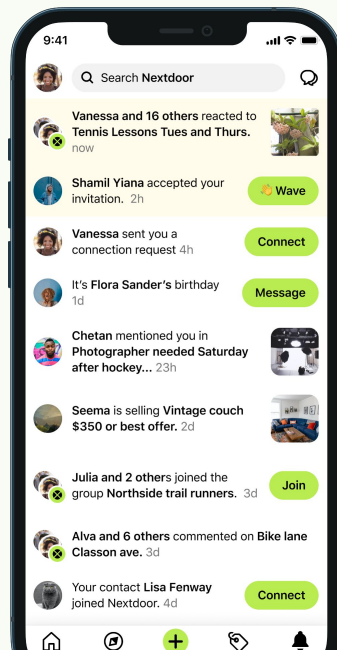 9:41
Search Nextdoor
Vanessa and 16 others reacted to
Tennis Lessons Tues and Thurs.
now
Shamil Yiana accepted your
invitation. 2h
👋 Wave
Vanessa sent you a
connection request 4h
Connect
It's Flora Sander's birthday
1d
Message
Chetan mentioned you in
Photographer needed Saturday
after hockey... 23h
Seema is selling Vintage couch
$350 or best offer. 2d
Julia and 2 others joined the
group Northside trail runners. 3d
Join
Alva and 6 others commented on Bike lane
Classon ave. 3d
Your contact Lisa Fenway
joined Nextdoor. 4d
Connect